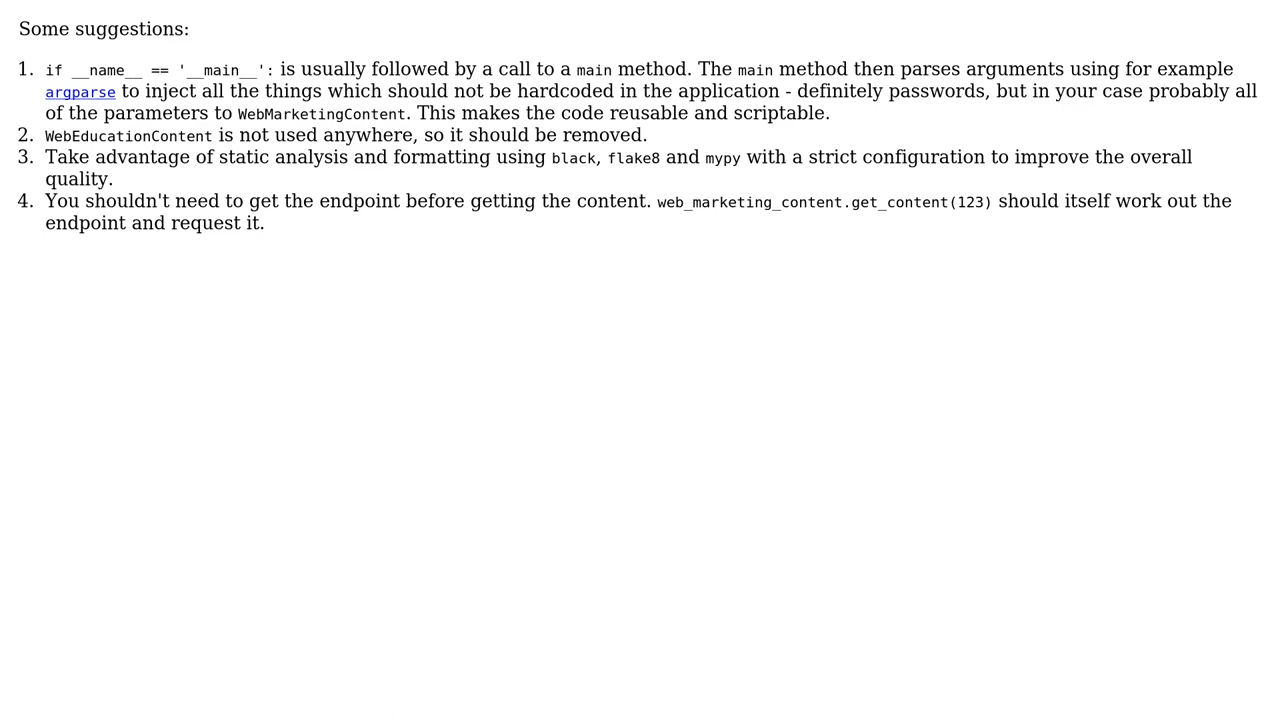 Some suggestions:
1. if __name__ == '__main__': is usually followed by a call to a main method. The main method then parses arguments using for example
argparse to inject all the things which should not be hardcoded in the application - definitely passwords, but in your case probably all
of the parameters to WebMarketingContent. This makes the code reusable and scriptable.
2. WebEducationContent is not used anywhere, so it should be removed.
3. Take advantage of static analysis and formatting using black, flake8 and mypy with a strict configuration to improve the overall
quality.
4. You shouldn't need to get the endpoint before getting the content. web_marketing_content.get_content(123) should itself work out the
endpoint and request it.